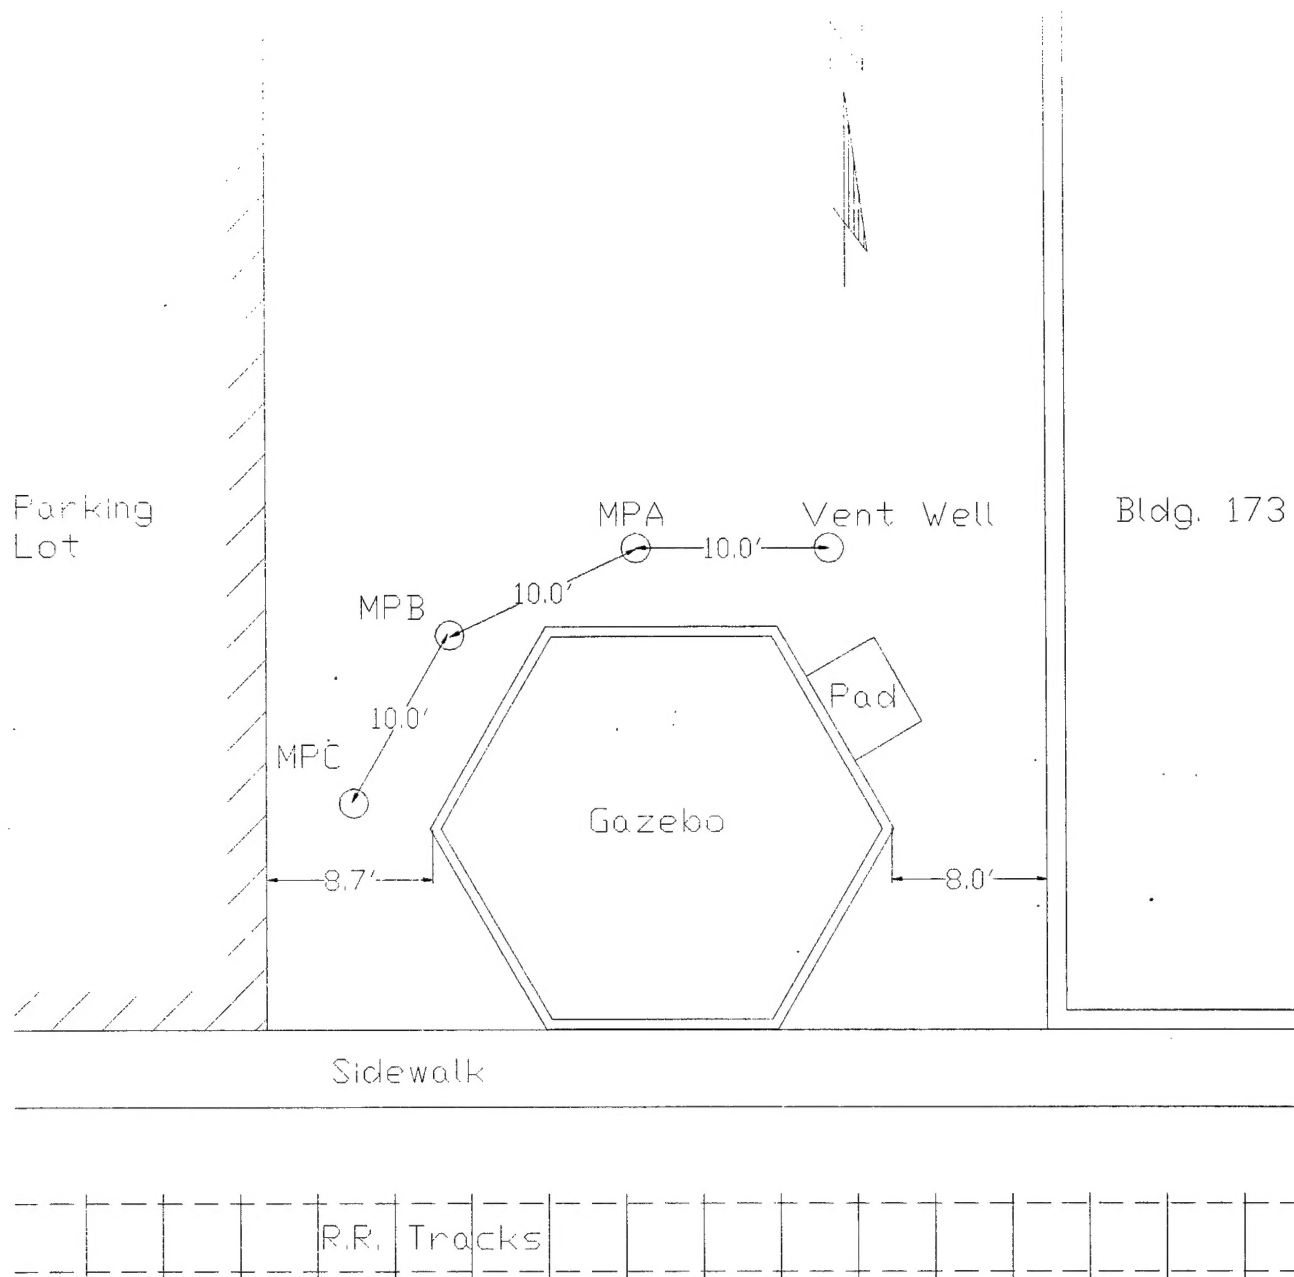 Parking
Lot
MPA
Vent Well
Bldg. 173
10.0'
10.0'
MPB
10.0'
Pad
MPC
Gazebo
8.7'
8.0'
Sidewalk
R.R. Tracks